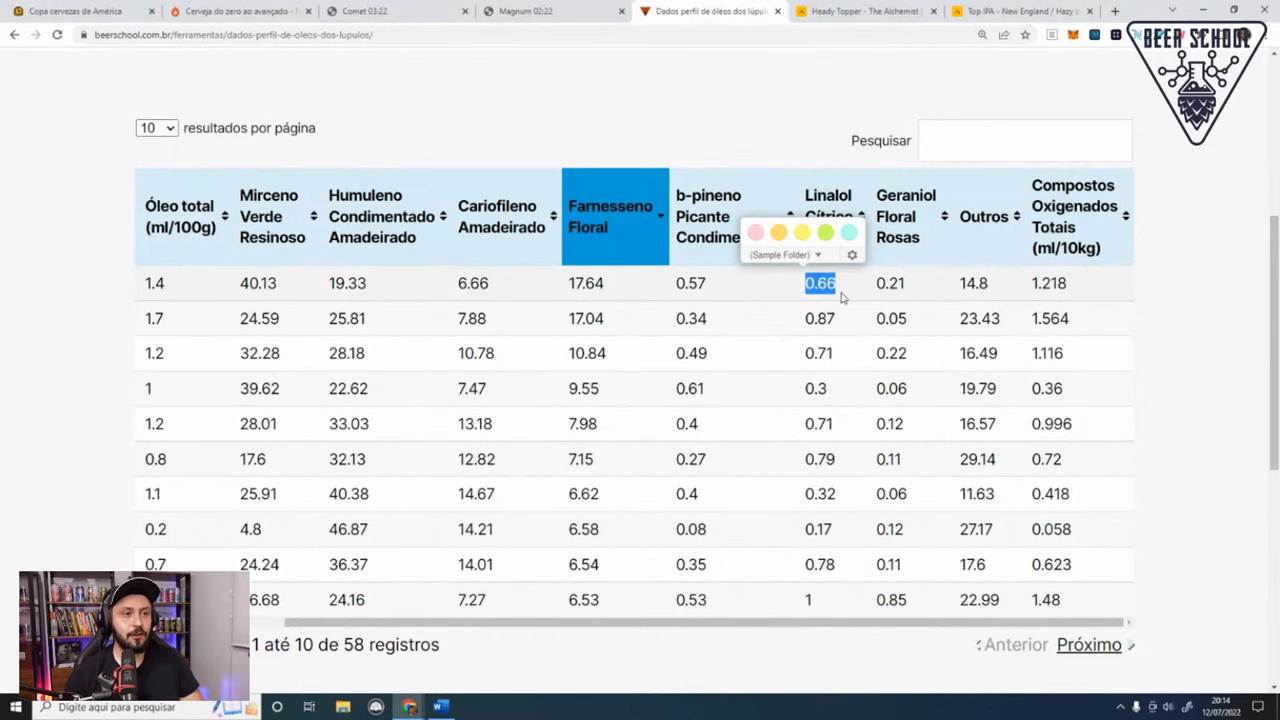 Copa cervezas de América
Cerveja do zero ao avançado -
Comet 03:22
Magnum 02:22
Dados perfil de óleos dos lúpulos
Heady Topper - The Alchemist |
Top IPA - New England / Hazy
beerschool.com.br/ferramentas/dados-perfil-de-oleos-dos-lupulos/
BEER SCHOOL
10 resultados por página
Pesquisar
Óleo total (ml/100g) Mirceno Verde Resinoso Humuleno Condimentado Amadeirado Cariofileno Amadeirado Farnesseno Floral b-pineno Picante Condime Linalol Cítrico Geraniol Floral Rosas Outros Compostos Oxigenados Totais (ml/10kg)
(Sample Folder)
1.4 40.13 19.33 6.66 17.64 0.57 0.66 0.21 14.8 1.218
1.7 24.59 25.81 7.88 17.04 0.34 0.87 0.05 23.43 1.564
1.2 32.28 28.18 10.78 10.84 0.49 0.71 0.22 16.49 1.116
1 39.62 22.62 7.47 9.55 0.61 0.3 0.06 19.79 0.36
1.2 28.01 33.03 13.18 7.98 0.4 0.71 0.12 16.57 0.996
0.8 17.6 32.13 12.82 7.15 0.27 0.79 0.11 29.14 0.72
1.1 25.91 40.38 14.67 6.62 0.4 0.32 0.06 11.63 0.418
0.2 4.8 46.87 14.21 6.58 0.08 0.17 0.12 27.17 0.058
0.7 24.24 36.37 14.01 6.54 0.35 0.78 0.11 17.6 0.623
6.68 24.16 7.27 6.53 0.53 1 0.85 22.99 1.48
1 até 10 de 58 registros
Anterior Próximo
Digite aqui para pesquisar
20:14
12/07/2022